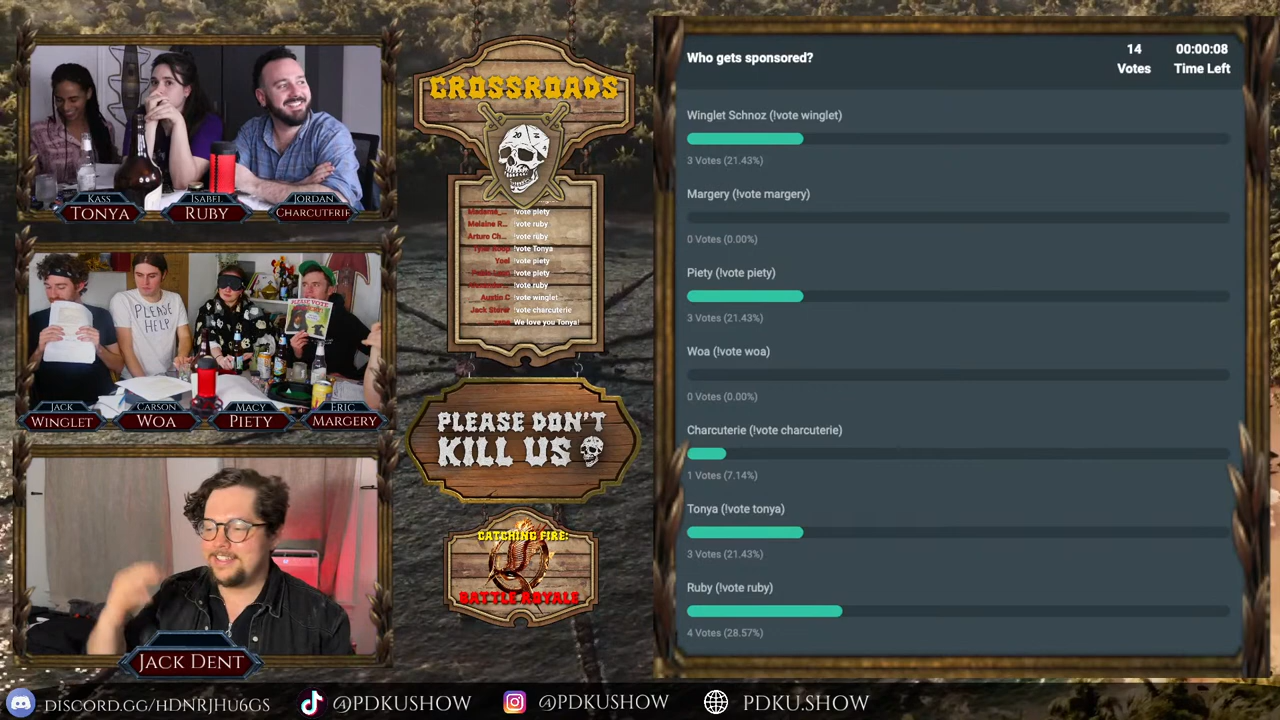 KASS
TONYA
ISABEL
RUBY
JORDAN
CHARCUTERIE
PLEASE
HELP
PLEASE VOTE
JACK
WINGLET
CARSON
WOA
MACY
PIETY
ERIC
MARGERY
JACK DENT
CROSSROADS
20
!vote piety
!vote ruby
!vote ruby
!vote Tonya
Yoel !vote piety
!vote piety
!vote ruby
Austin C !vote winglet
!vote charcuterie
We love you Tonya!
PLEASE DON'T
KILL US
CATCHING FIRE:
BATTLE ROYALE
Who gets sponsored?
14
Votes
00:00:08
Time Left
Winglet Schnoz (!vote winglet)
3 Votes (21.43%)
Margery (!vote margery)
0 Votes (0.00%)
Piety (!vote piety)
3 Votes (21.43%)
Woa (!vote woa)
0 Votes (0.00%)
Charcuterie (!vote charcuterie)
1 Votes (7.14%)
Tonya (!vote tonya)
3 Votes (21.43%)
Ruby (!vote ruby)
4 Votes (28.57%)
DISCORD.GG/HDNRJHU6GS
@PDKUSHOW
@PDKUSHOW
PDKU.SHOW